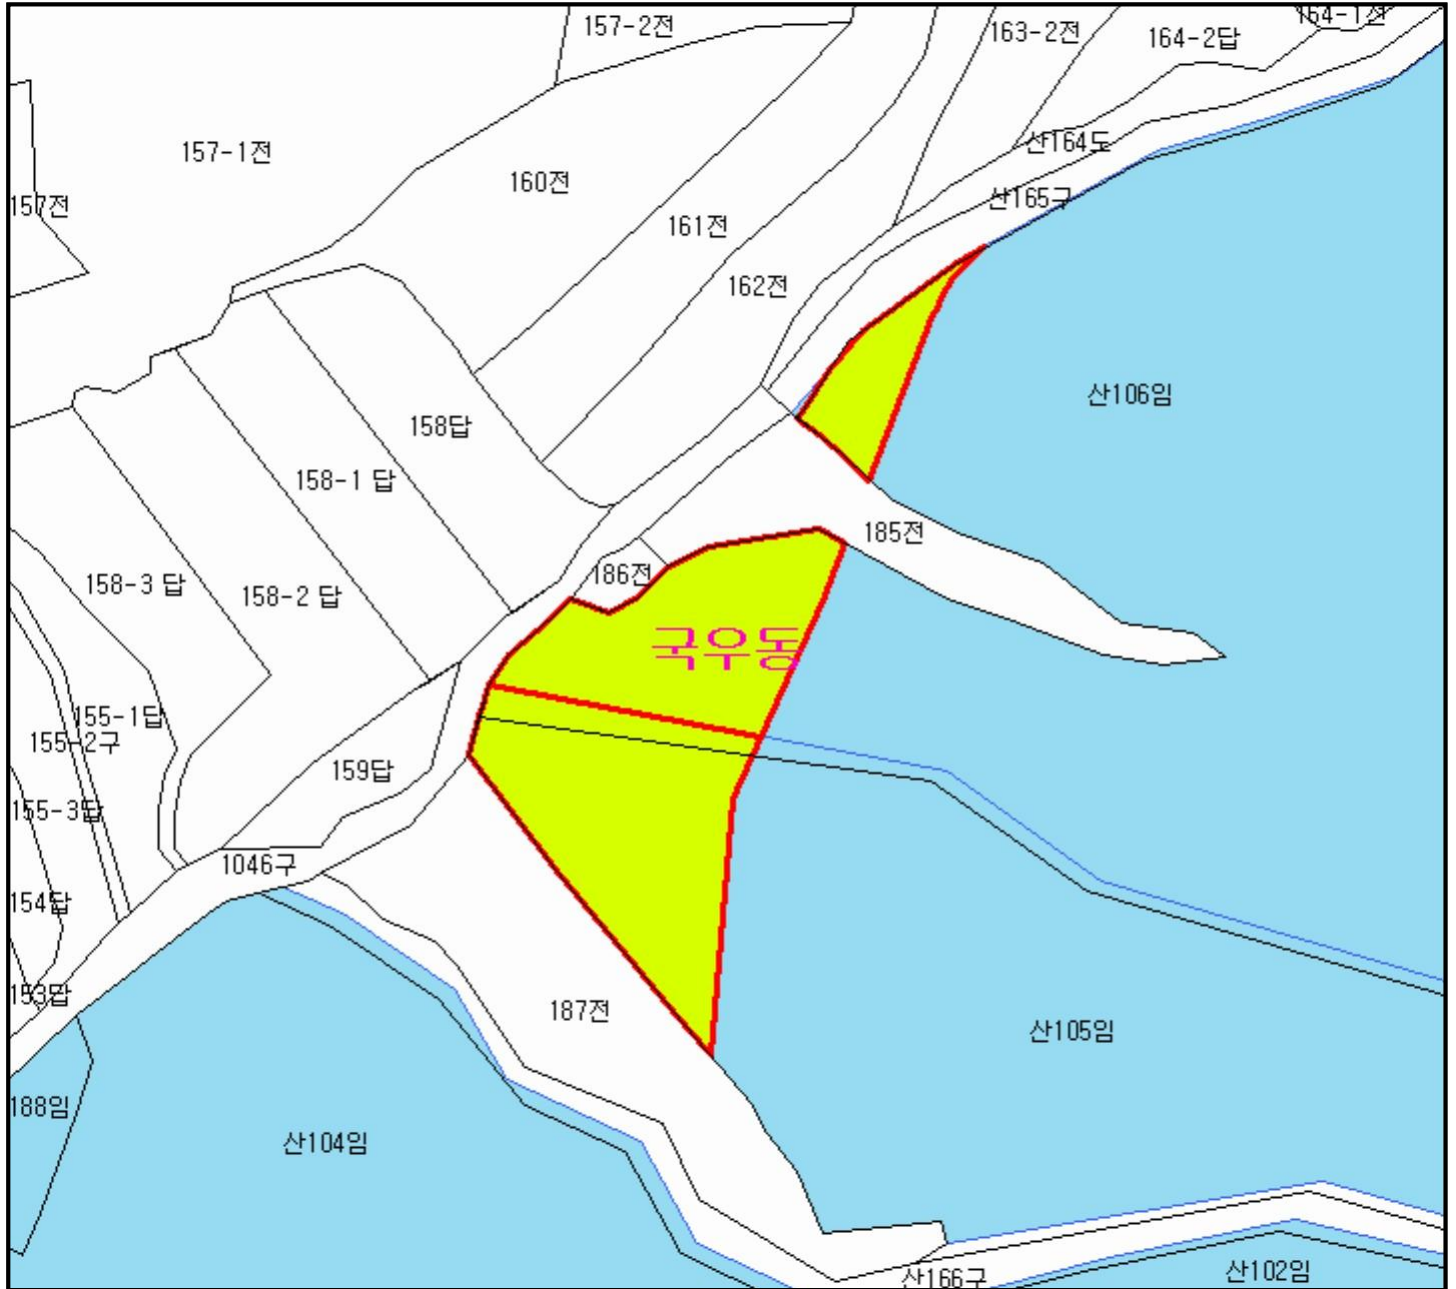 157-2전
163-2전
164-2답
164-1전
157-1전
산164도
160전
산165구
157전
161전
162전
산106임
158답
158-1 답
185전
158-3 답
158-2 답
186전
국우동
155-1답
155-2구
159답
155-3답
1046구
154답
153답
187전
산105임
188임
산104임
산166구
산102임